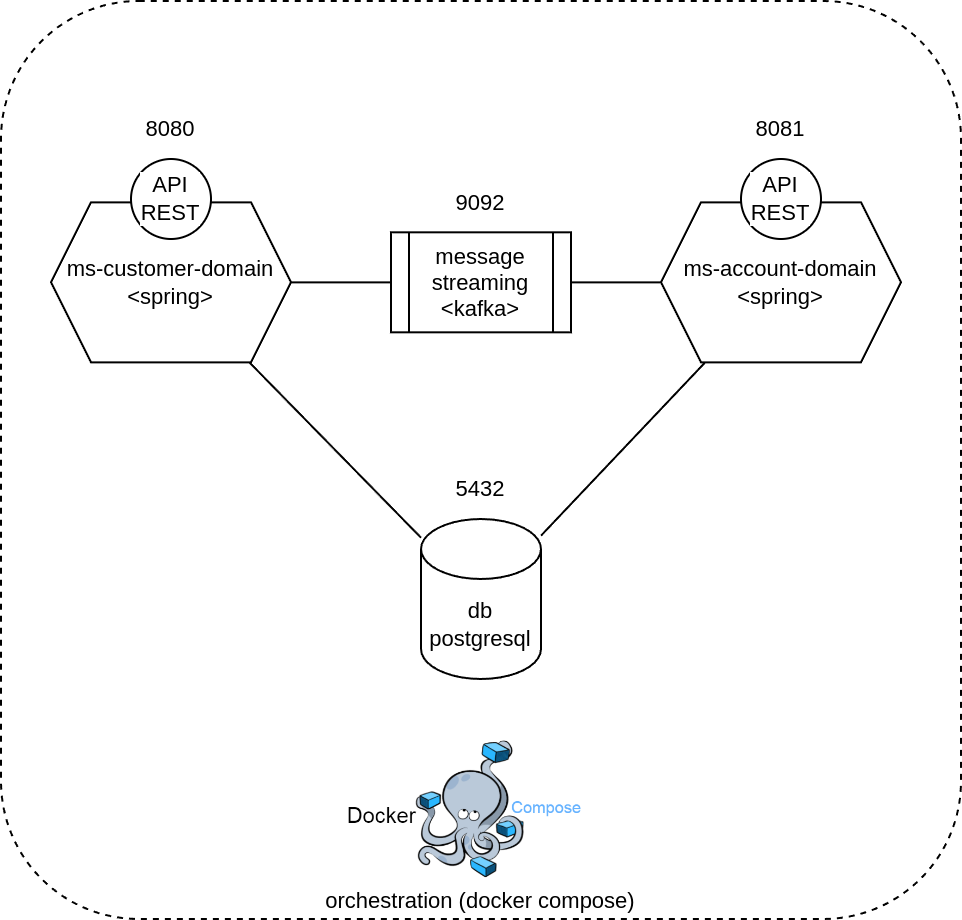 8080
8081
API
REST
API
REST
9092
ms-customer-domain
<spring>
message
streaming
<kafka>
ms-account-domain
<spring>
5432
db
postgresql
Docker
Compose
orchestration (docker compose)